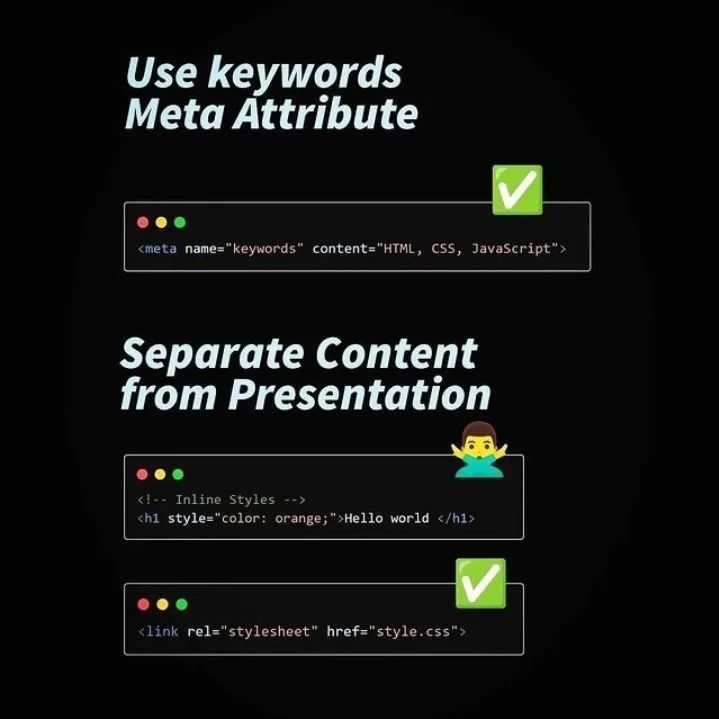 Use keywords
Meta Attribute
<meta name="keywords" content="HTML, CSS, JavaScript">
Separate Content
from Presentation
<!-- Inline Styles -->
<h1 style="color: orange;">Hello world </h1>
<link rel="stylesheet" href="style.css">